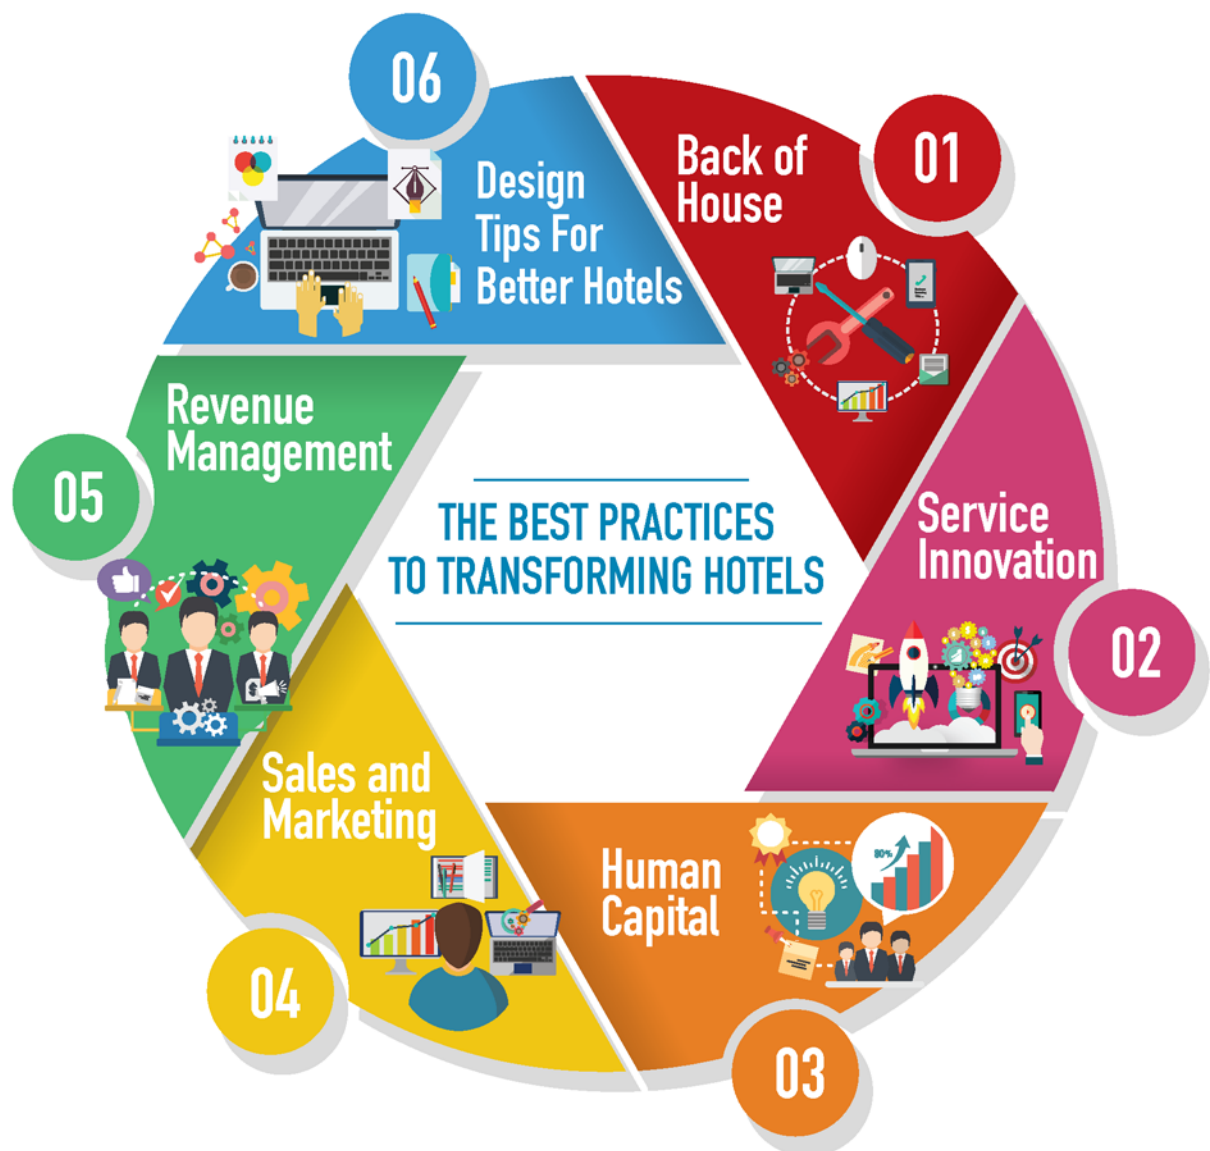 THE BEST PRACTICES
TO TRANSFORMING HOTELS
01
Back of
House
02
Service
Innovation
03
Human
Capital
04
Sales and
Marketing
05
Revenue
Management
06
Design
Tips For
Better Hotels